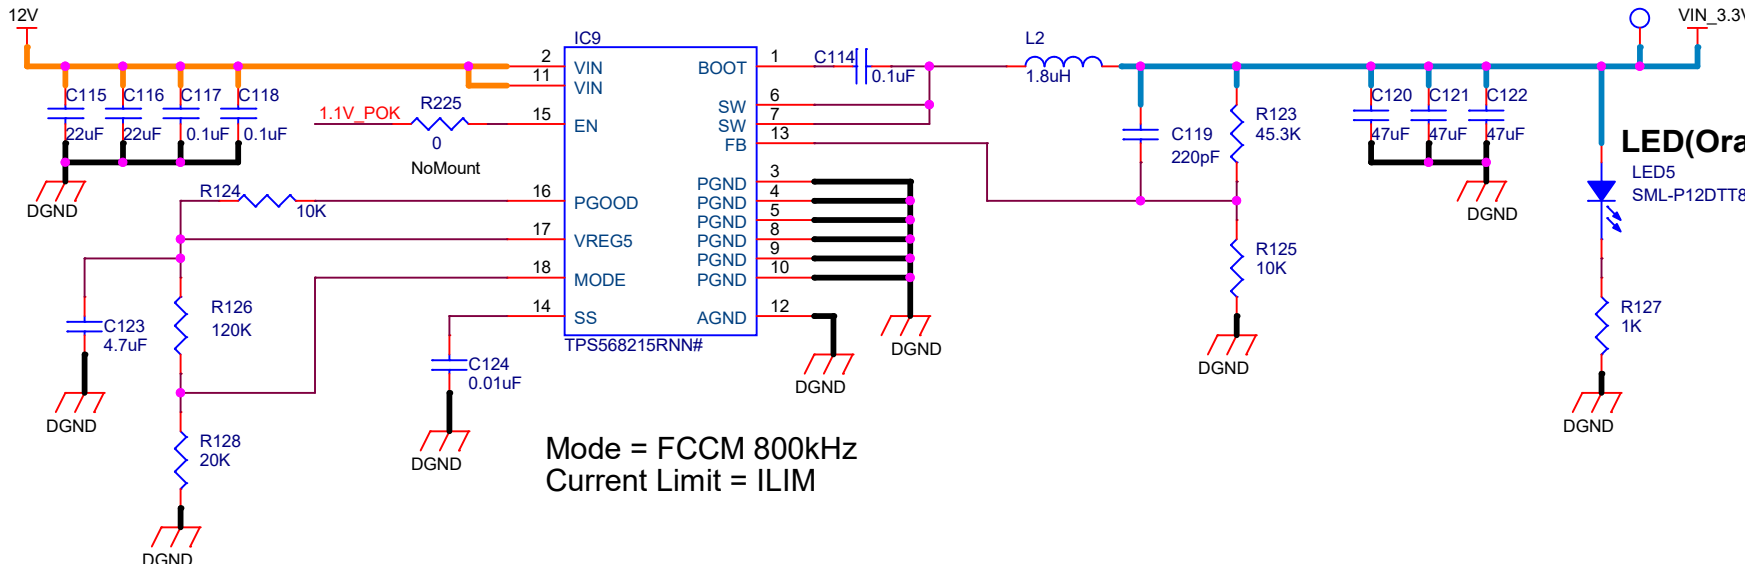 12V
VIN_3.3V
IC9
L2
1.8uH
C114
0.1uF
2
VIN
11
VIN
BOOT
1
C115
22uF
C116
22uF
C117
0.1uF
C118
0.1uF
1.1V_POK
R225
0
NoMount
15
EN
SW
6
SW
7
FB
13
C119
220pF
R123
45.3K
C120
47uF
C121
47uF
C122
47uF
LED(Ora
LED5
SML-P12DTT8
DGND
R124
10K
16
PGOOD
17
VREG5
18
MODE
14
SS
PGND
3
PGND
4
PGND
5
PGND
8
PGND
9
PGND
10
AGND
12
TPS568215RNN#
DGND
DGND
DGND
R125
10K
DGND
R127
1K
DGND
C123
4.7uF
DGND
R126
120K
C124
0.01uF
DGND
R128
20K
DGND
Mode = FCCM 800kHz
Current Limit = ILIM